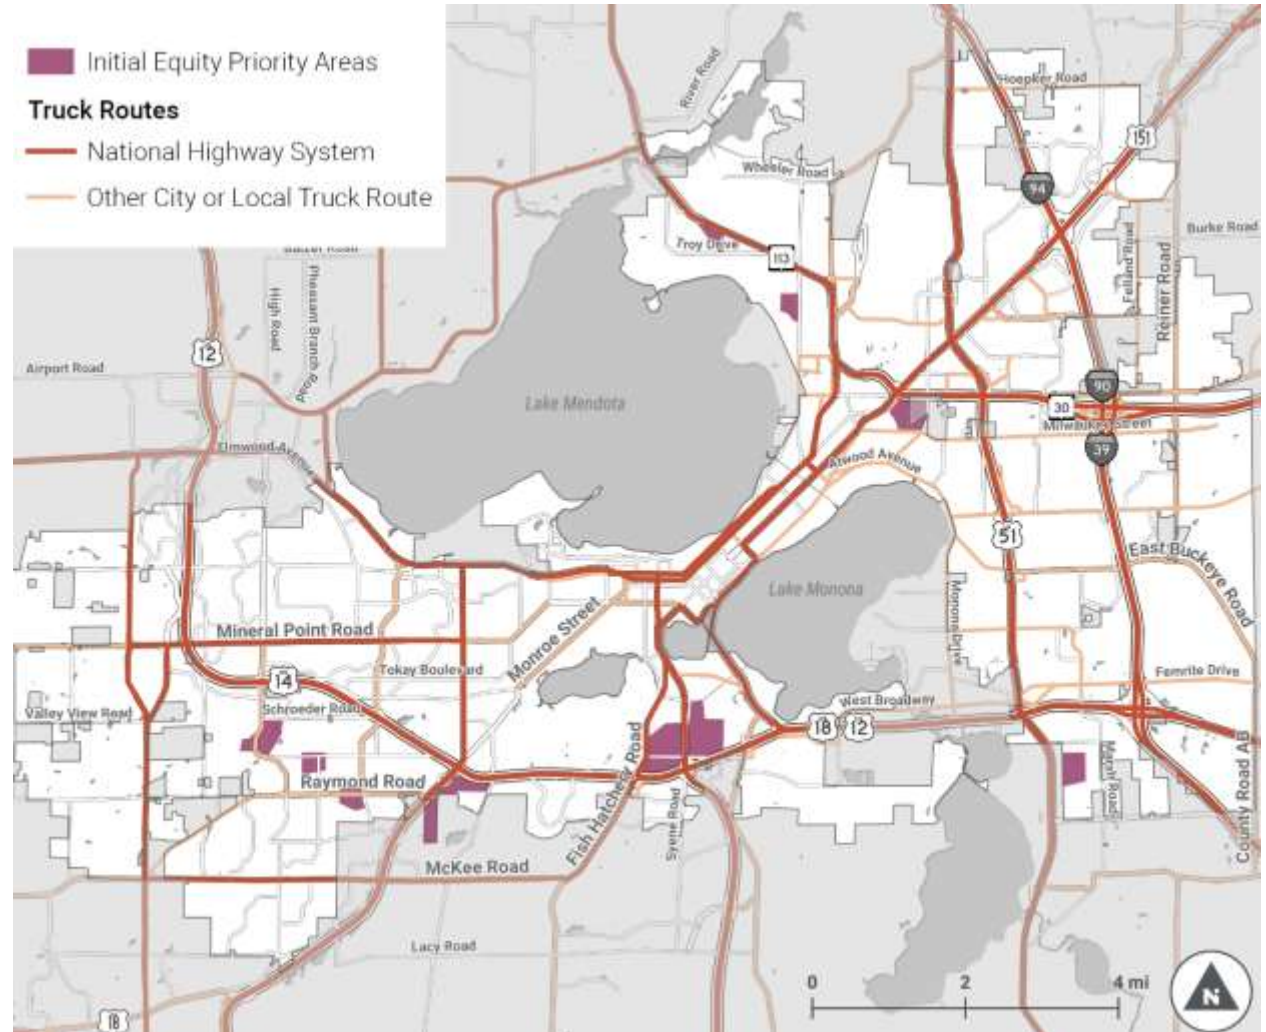 Initial Equity Priority Areas
Truck Routes
National Highway System
Other City or Local Truck Route
River Road
Hoepker Road
151
Wheeler Road
94
Troy Drive
113
Felland Road
Reiner Road
Burke Road
Road
High Road
Pheasant Branch Road
12
Airport Road
Lake Mendota
90
30
Milwaukee Street
39
Elmwood Avenue
Atwood Avenue
51
East Buckeye Road
Lake Monona
Monona Drive
Mineral Point Road
Monroe Street
Tokay Boulevard
14
Femrite Drive
Valley View Road
Schroeder Road
West Broadway
18
12
Raymond Road
Fish Hatchery Road
Syene Road
Marsh Road
County Road AB
McKee Road
Lacy Road
0 2 4 mi
18
N